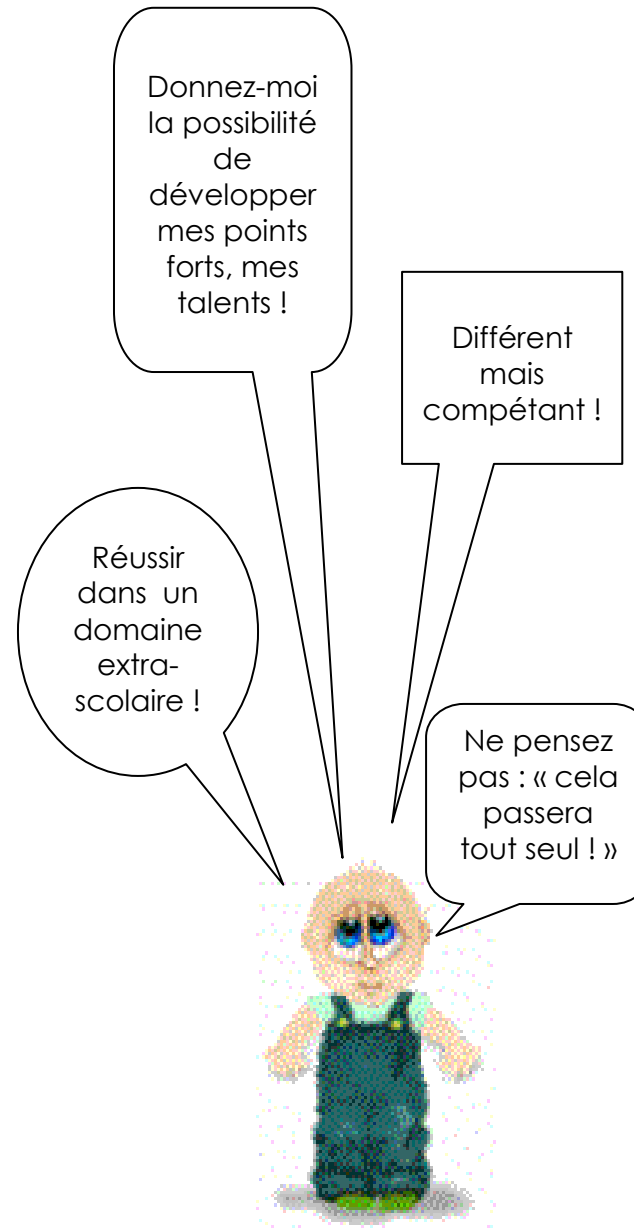 Donnez-moi
la possibilité
de
développer
mes points
forts, mes
talents !
Différent
mais
compétant !
Réussir
dans un
domaine
extra-
scolaire !
Ne pensez
pas : « cela
passera
tout seul ! »